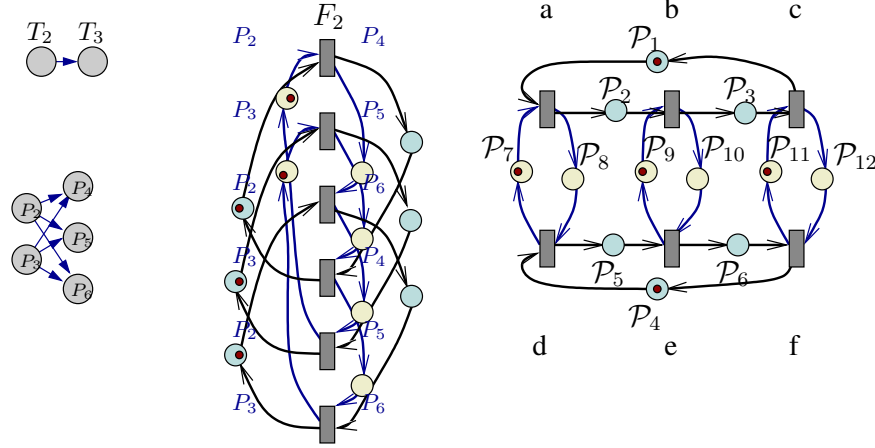 T2 T3
P2 P4
P3 P5
P6
F2
P2 P4
P3 P5
P2 P6
P3 P4
P2 P5
P3 P6
a b c
P1
P2 P3
P7 P8 P9 P10 P11 P12
P5 P6
P4
d e f